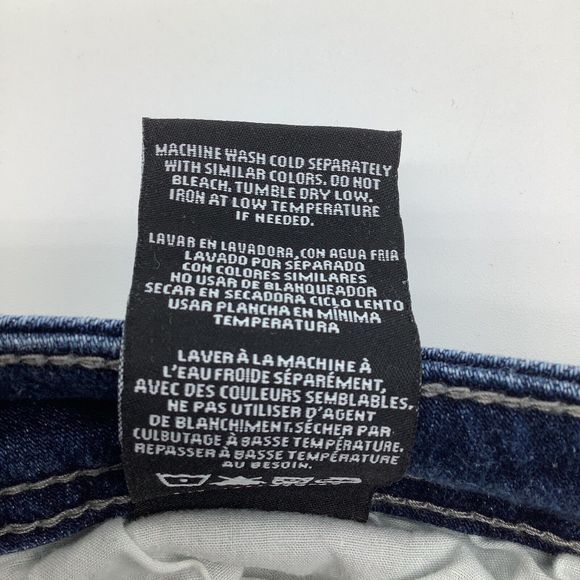 MACHINE WASH COLD SEPARATELY
WITH SIMILAR COLORS. DO NOT
BLEACH. TUMBLE DRY LOW.
IRON AT LOW TEMPERATURE
IF NEEDED.
LAVAR EN LAVADORA, CON AGUA FRIA
LAVADO POR SEPARADO
CON COLORES SIMILARES
NO USAR DE BLANQUEADOR
SECAR EN SECADORA CICLO LENTO
USAR PLANCHA EN MÍNIMA
TEMPERATURA
LAVER À LA MACHINE À
L'EAU FROIDE SÉPARÉMENT,
AVEC DES COULEURS SEMBLABLES.
NE PAS UTILISER D'AGENT
DE BLANCHIMENT. SÉCHER PAR
CULBUTAGE À BASSE TEMPÉRATURE.
REPASSER À BASSE TEMPÉRATURE
AU BESOIN.